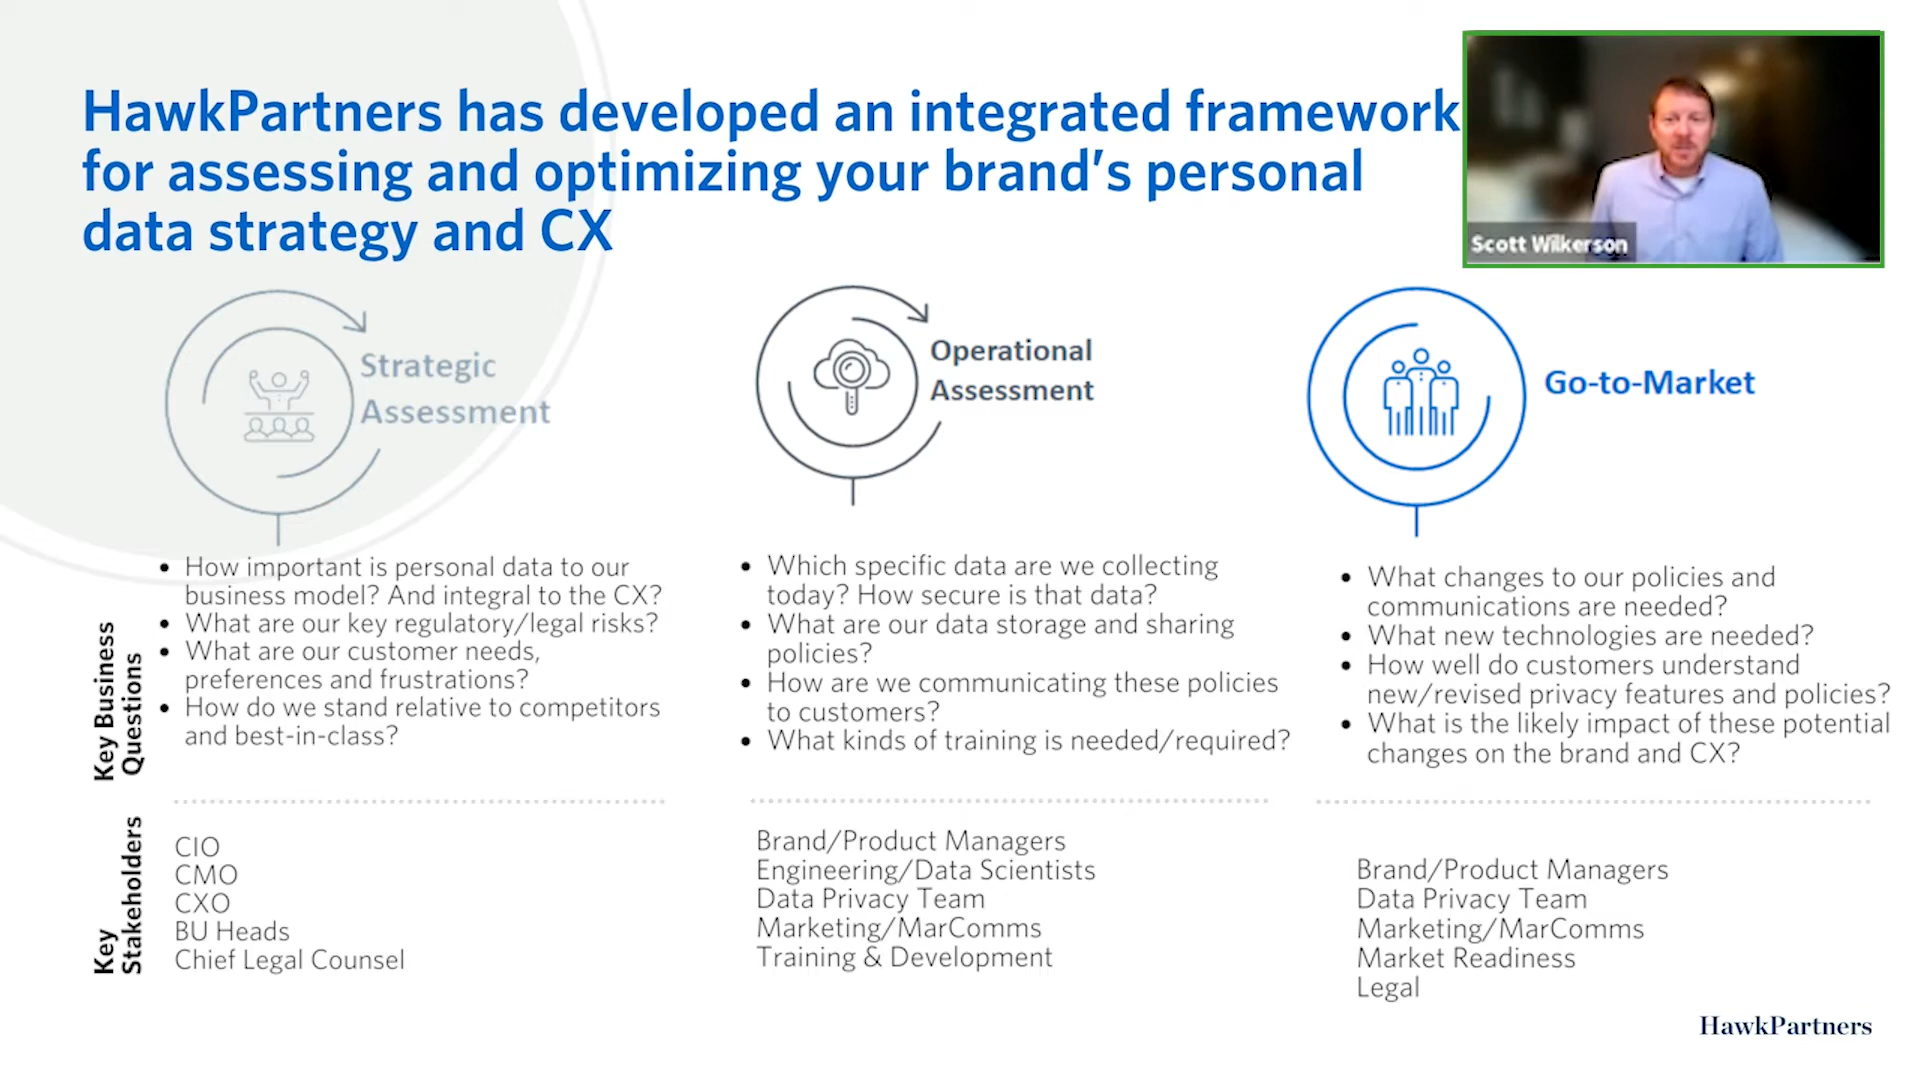 HawkPartners has developed an integrated framework
for assessing and optimizing your brand's personal
data strategy and CX
Scott Wilkerson
Strategic
Assessment
Operational
Assessment
Go-to-Market
Key Business
Questions
• How important is personal data to our
business model? And integral to the CX?
• What are our key regulatory/legal risks?
• What are our customer needs,
preferences and frustrations?
• How do we stand relative to competitors
and best-in-class?
• Which specific data are we collecting
today? How secure is that data?
• What are our data storage and sharing
policies?
• How are we communicating these policies
to customers?
• What kinds of training is needed/required?
• What changes to our policies and
communications are needed?
• What new technologies are needed?
• How well do customers understand
new/revised privacy features and policies?
• What is the likely impact of these potential
changes on the brand and CX?
Key
Stakeholders
CIO
CMO
CXO
BU Heads
Chief Legal Counsel
Brand/Product Managers
Engineering/Data Scientists
Data Privacy Team
Marketing/MarComms
Training & Development
Brand/Product Managers
Data Privacy Team
Marketing/MarComms
Market Readiness
Legal
HawkPartners